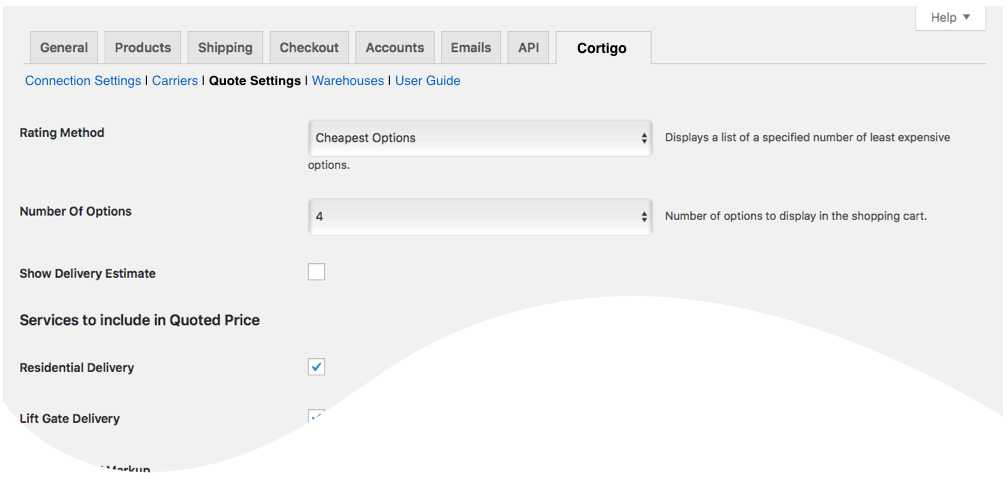 Help ▼
General Products Shipping Checkout Accounts Emails API Cortigo
Connection Settings | Carriers | Quote Settings | Warehouses | User Guide
Rating Method Cheapest Options Displays a list of a specified number of least expensive
options.
Number Of Options 4 Number of options to display in the shopping cart.
Show Delivery Estimate
Services to include in Quoted Price
Residential Delivery
Lift Gate Delivery
Markup